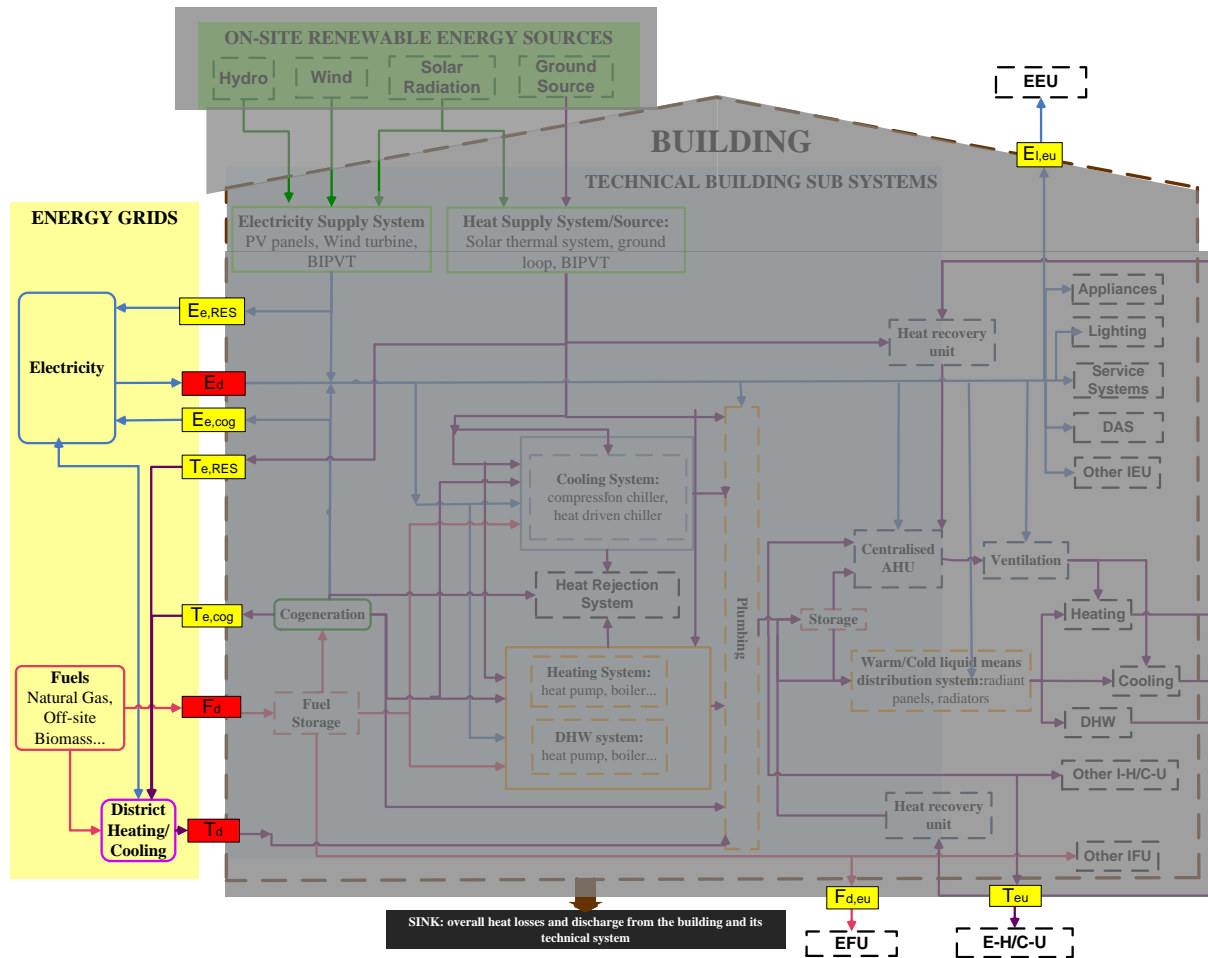 ON-SITE RENEWABLE ENERGY SOURCES
Hydro
Wind
Solar
Radiation
Ground
Source
EEU
BUILDING
El,eu
TECHNICAL BUILDING SUB SYSTEMS
ENERGY GRIDS
Electricity Supply System
PV panels, Wind turbine,
BIPVT
Heat Supply System/Source:
Solar thermal system, ground
loop, BIPVT
Appliances
Ee,RES
Heat recovery
unit
Lighting
Electricity
Ed
Service
Systems
Ee,cog
DAS
Te,RES
Other IEU
Cooling System:
compression chiller,
heat driven chiller
Centralised
AHU
Ventilation
Heat Rejection
System
Plumbing
Te,cog
Cogeneration
Storage
Heating
Fuels
Natural Gas,
Off-site
Biomass...
Fd
Fuel
Storage
Heating System:
heat pump, boiler...
Warm/Cold liquid means
distribution system:radiant
panels, radiators
Cooling
DHW system:
heat pump, boiler...
DHW
Other I-H/C-U
District
Heating/
Cooling
Td
Heat recovery
unit
Other IFU
Fd,eu
Teu
SINK: overall heat losses and discharge from the building and its
technical system
EFU
E-H/C-U